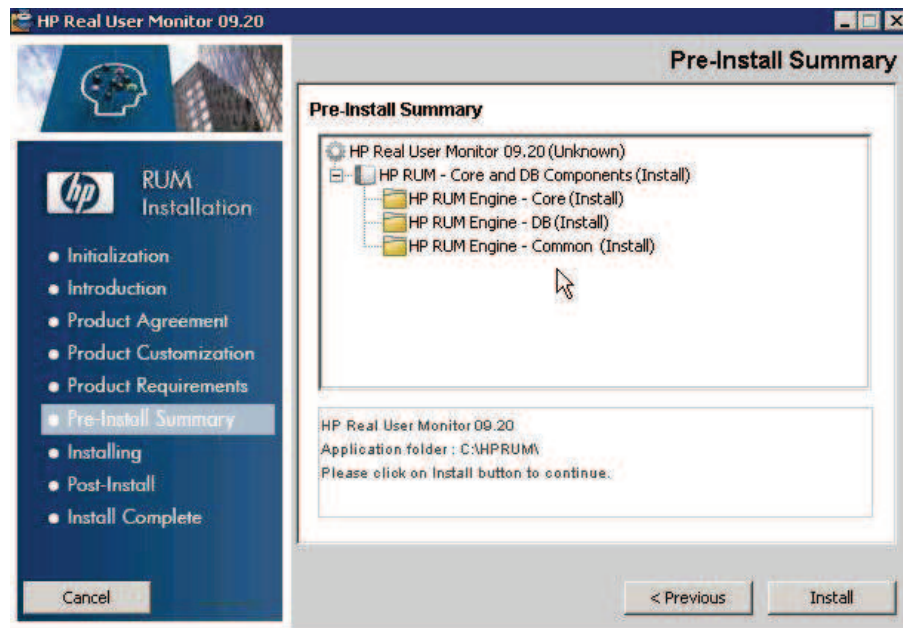 HP Real User Monitor 09.20
Pre-Install Summary
hp
RUM
Installation
Initialization
Introduction
Product Agreement
Product Customization
Product Requirements
Pre-Install Summary
Installing
Post-Install
Install Complete
Cancel
Pre-Install Summary
HP Real User Monitor 09.20 (Unknown)
HP RUM - Core and DB Components (Install)
HP RUM Engine - Core (Install)
HP RUM Engine - DB (Install)
HP RUM Engine - Common (Install)
HP Real User Monitor 09.20
Application folder : C:\HPRUM\
Please click on Install button to continue.
< Previous
Install